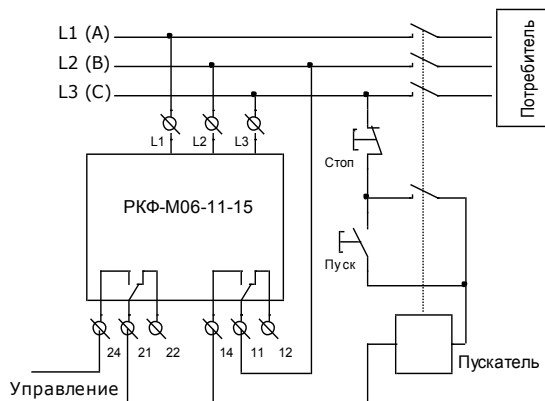 L1 (A)
L2 (B)
L3 (C)
Потребитель
L1
L2
L3
Стоп
РКФ-М06-11-15
Пуск
24
21
22
14
11
12
Пускатель
Управление